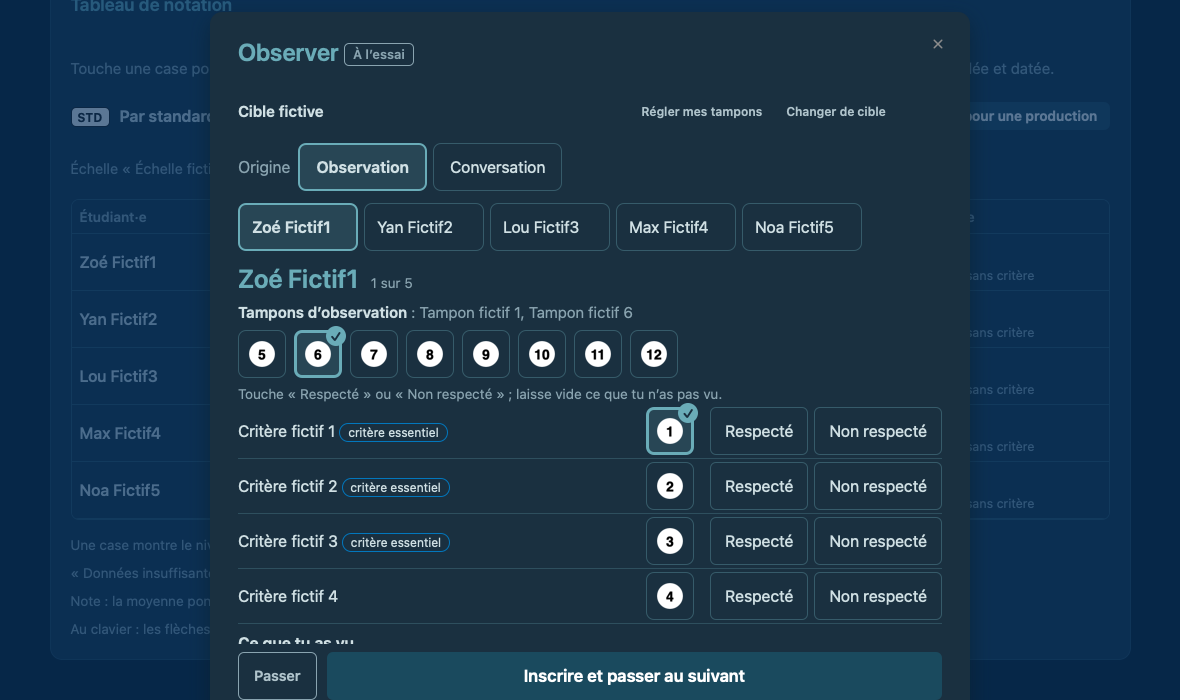 Tableau de notation
Observer À l’essai ×
Touche une case po
lée et datée.
Cible fictive Régler mes tampons Changer de cible
STD Par standard
our une production
Origine Observation Conversation
Échelle « Échelle ficti
Étudiant·e
Zoé Fictif1 Yan Fictif2 Lou Fictif3 Max Fictif4 Noa Fictif5
Zoé Fictif1
sans critère
Zoé Fictif1 1 sur 5
Tampons d’observation : Tampon fictif 1, Tampon fictif 6
Yan Fictif2
sans critère
5 6 7 8 9 10 11 12
Lou Fictif3
sans critère
Touche « Respecté » ou « Non respecté » ; laisse vide ce que tu n’as pas vu.
Critère fictif 1 critère essentiel 1 Respecté Non respecté
Max Fictif4
sans critère
Critère fictif 2 critère essentiel 2 Respecté Non respecté
Noa Fictif5
sans critère
Critère fictif 3 critère essentiel 3 Respecté Non respecté
Une case montre le niv
« Données insuffisante
Critère fictif 4 4 Respecté Non respecté
Note : la moyenne pon
Au clavier : les flèches
Ce que tu as vu
Passer Inscrire et passer au suivant